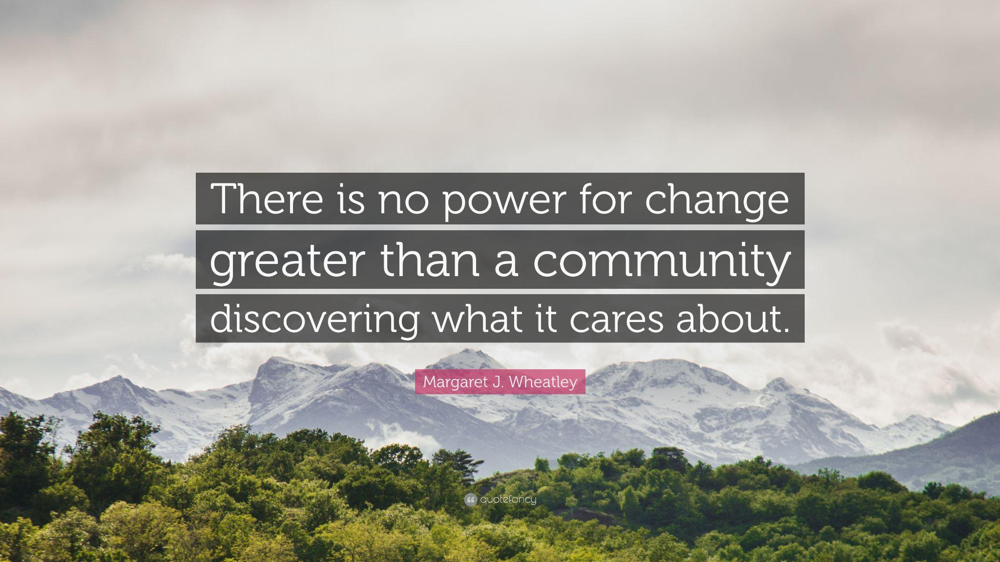 There is no power for change
greater than a community
discovering what it cares about.
Margaret J. Wheatley
quotefancy